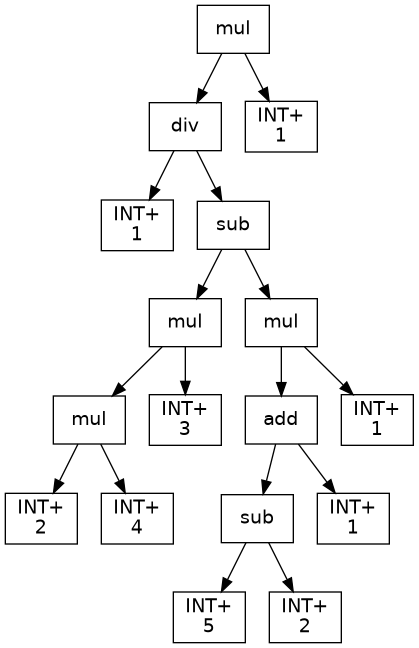 mul
div
INT+
1
INT+
1
sub
mul
mul
mul
INT+
3
add
INT+
1
INT+
2
INT+
4
sub
INT+
1
INT+
5
INT+
2